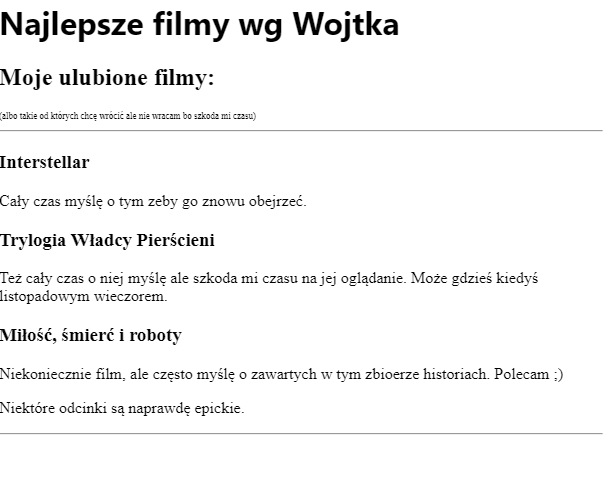 Najlepsze filmy wg Wojtka
Moje ulubione filmy:
(albo takie od których chcę wrócić ale nie wracam bo szkoda mi czasu)
Interstellar
Cały czas myślę o tym zeby go znowu obejrzeć.
Trylogia Władcy Pierścieni
Też cały czas o niej myślę ale szkoda mi czasu na jej oglądanie. Może gdzieś kiedyś
listopadowym wieczorem.
Miłość, śmierć i roboty
Niekoniecznie film, ale często myślę o zawartych w tym zbioerze historiach. Polecam ;)
Niektóre odcinki są naprawdę epickie.